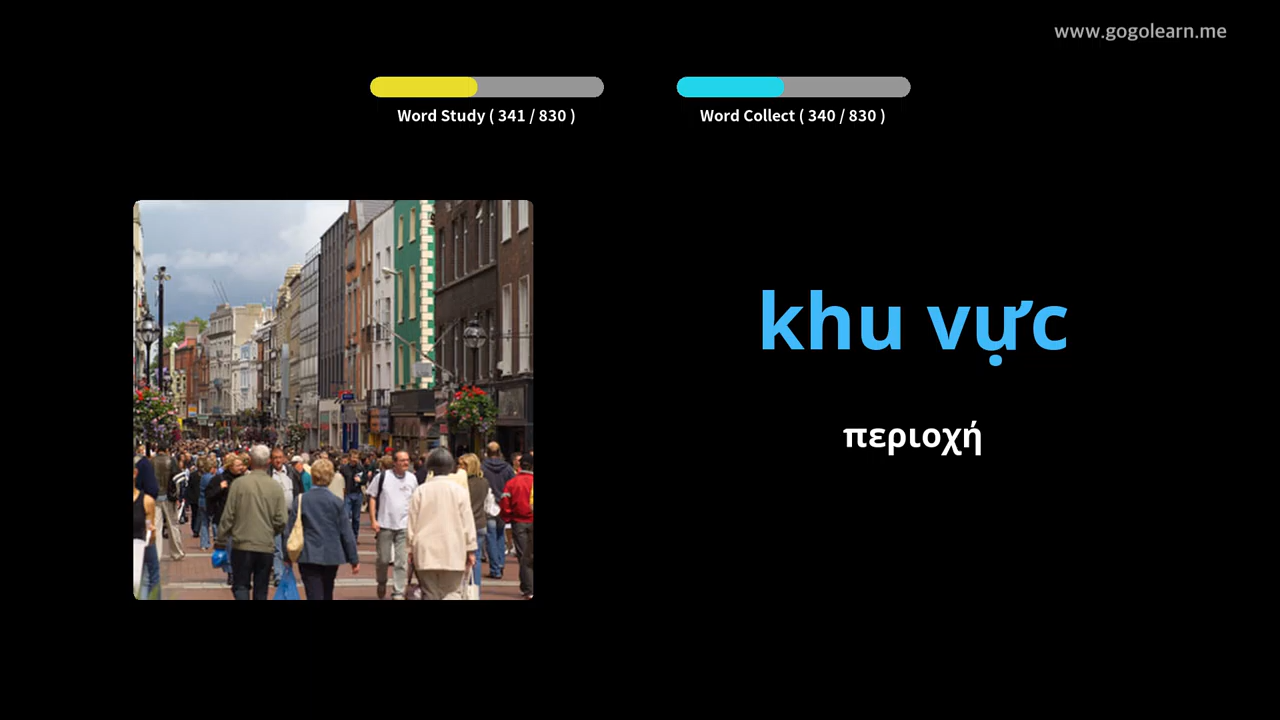 www.gogolearn.me
Word Study ( 341 / 830 )
Word Collect ( 340 / 830 )
khu vực
περιοχή